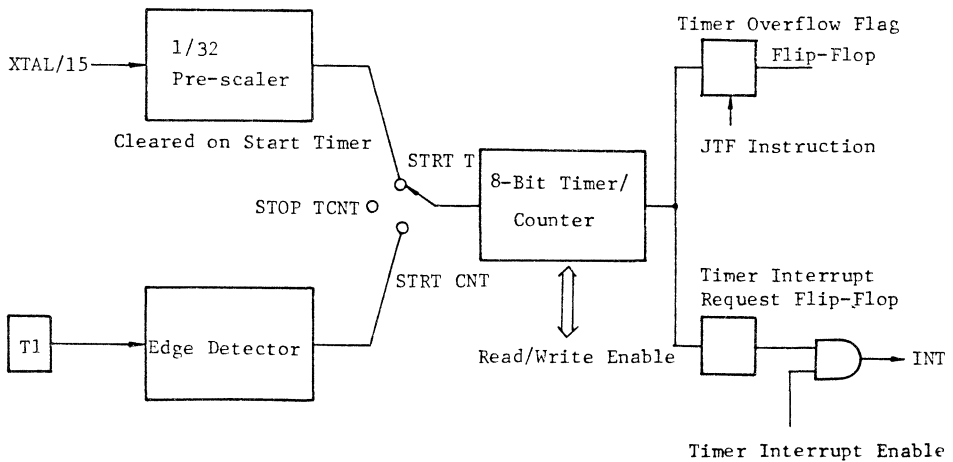 Timer Overflow Flag
Flip-Flop
1/32
Pre-scaler
XTAL/15
Cleared on Start Timer
JTF Instruction
STRT T
8-Bit Timer/
Counter
STOP TCNT
STRT CNT
Timer Interrupt
Request Flip-Flop
T1
Edge Detector
Read/Write Enable
INT
Timer Interrupt Enable